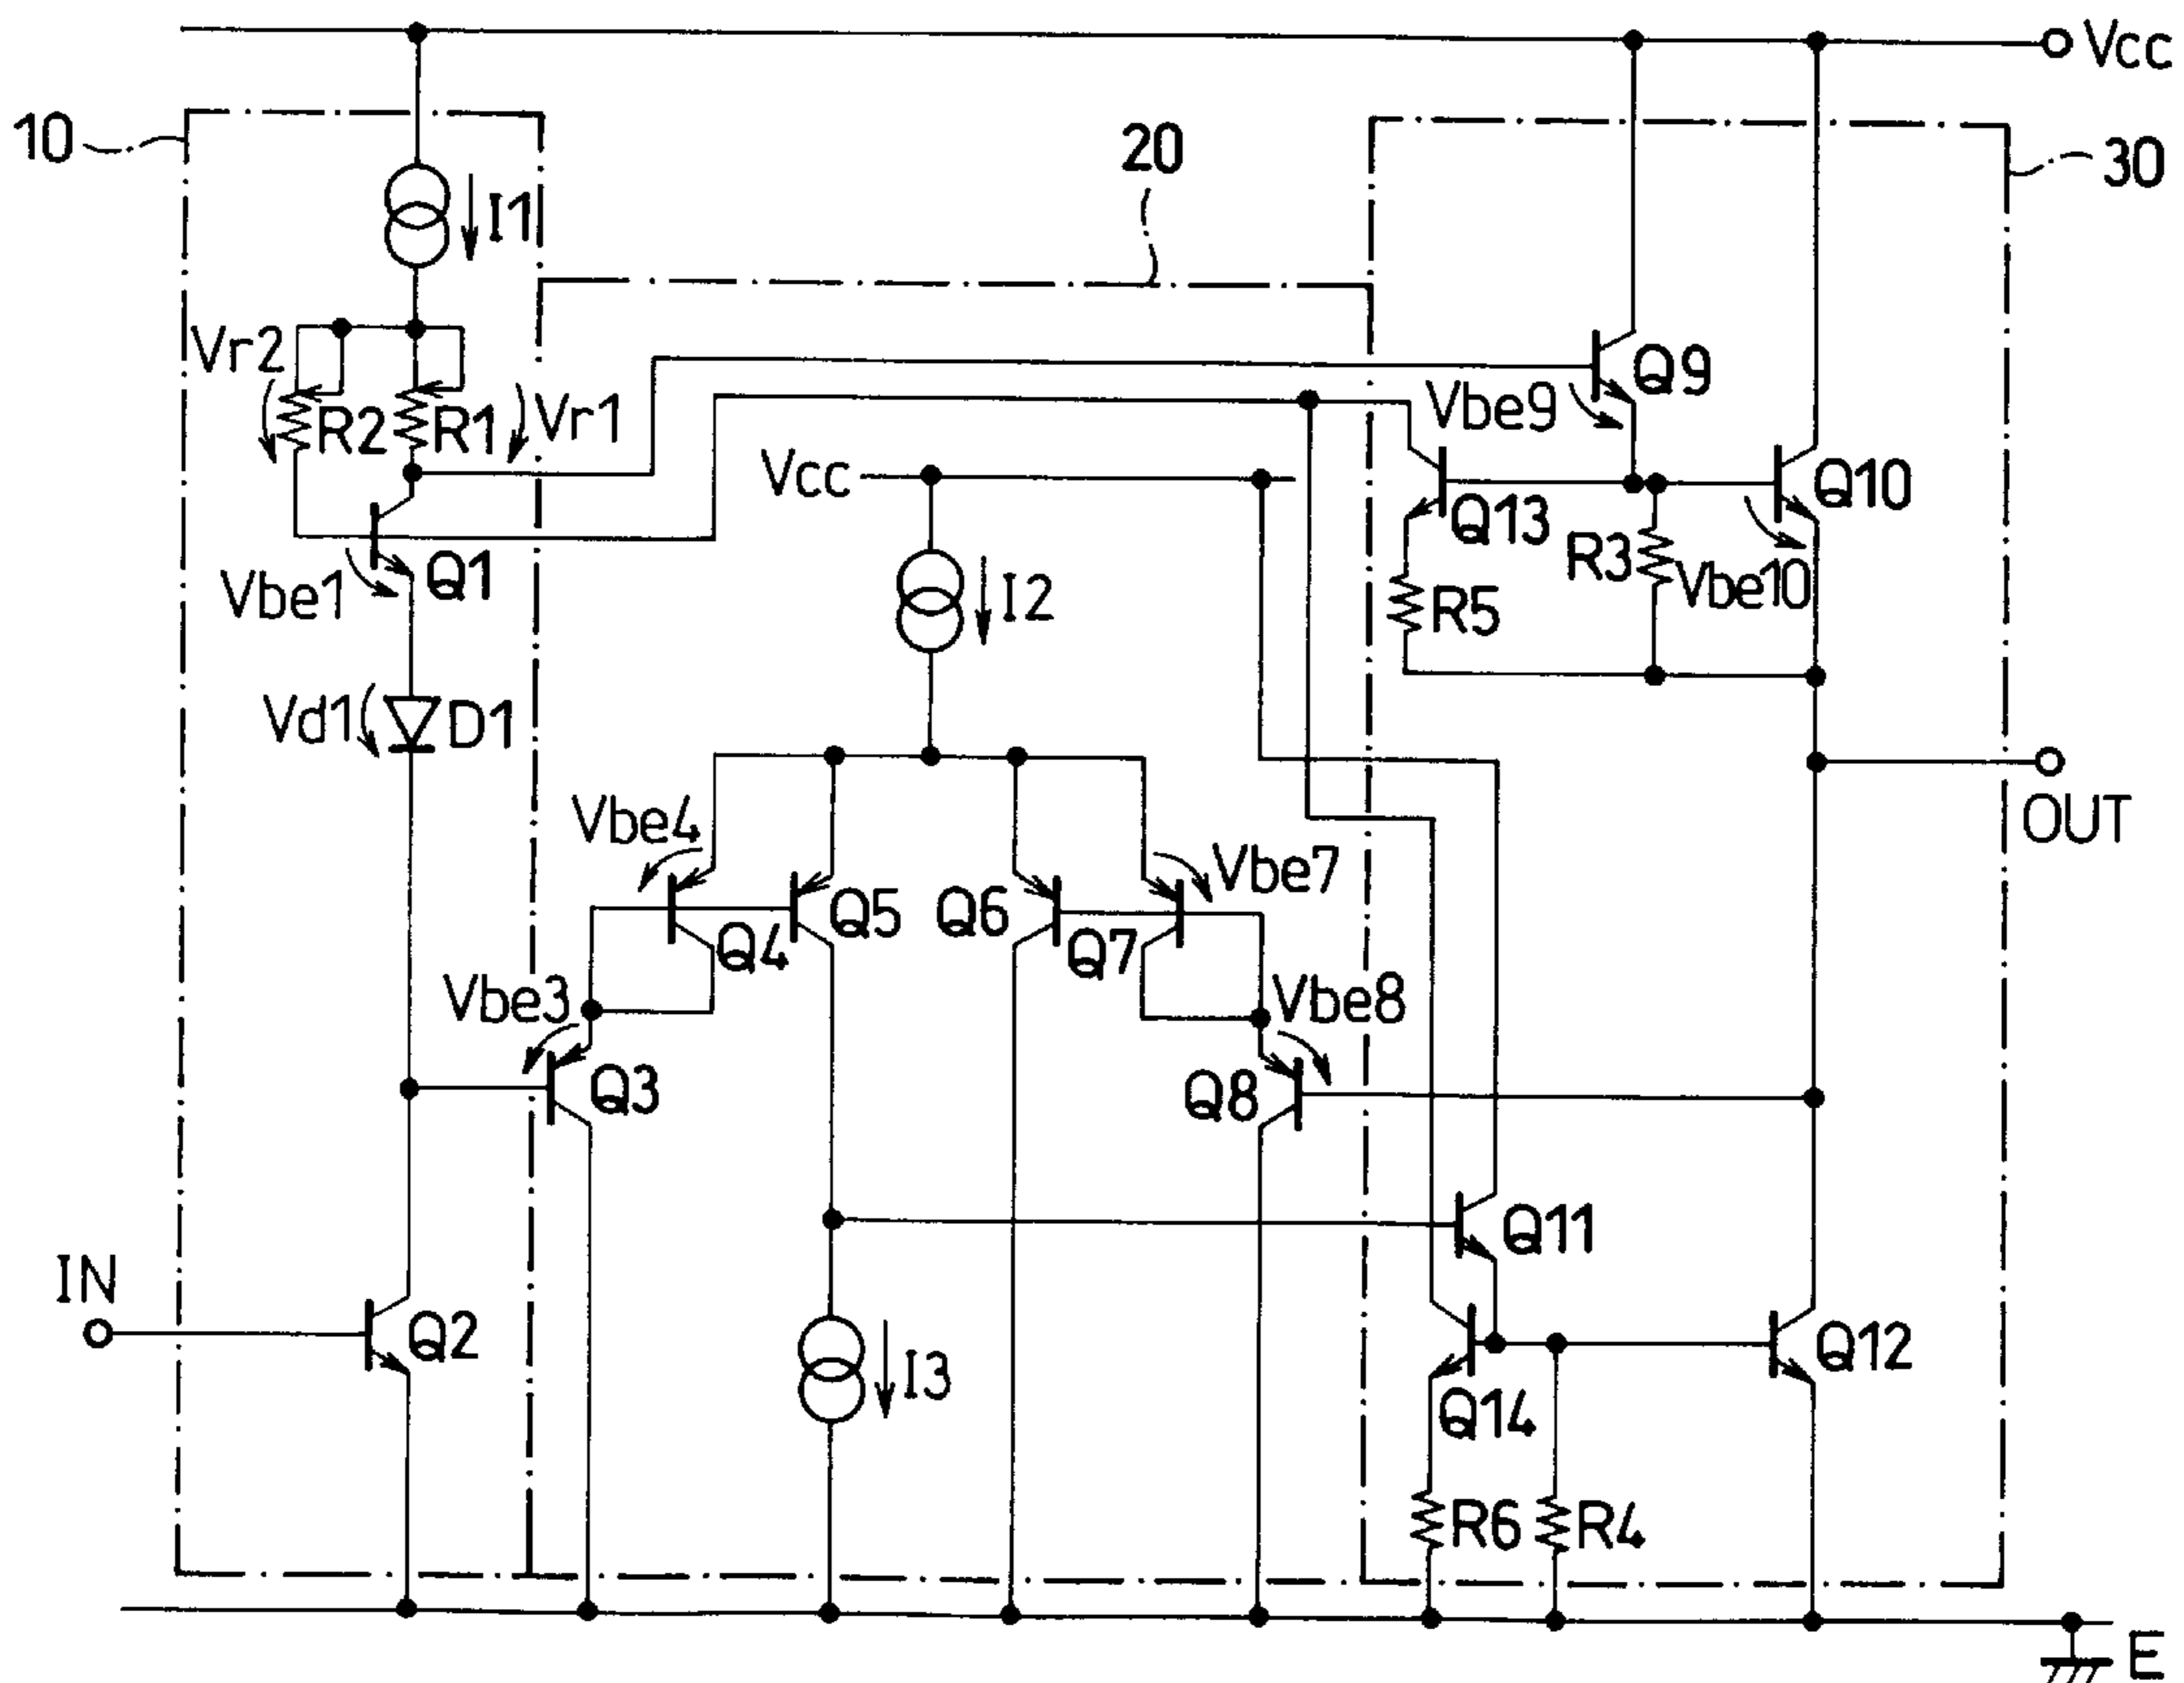 Vcc
10
20
30
I1
Vr2
R2
R1
Vr1
Q9
Vbe9
Vcc
Q10
Q13
R3
Vbe10
Q1
Vbe1
I2
R5
Vd1
D1
OUT
Vbe4
Vbe7
Q4
Q5
Q6
Q7
Vbe3
Vbe8
Q3
Q8
Q11
IN
Q2
Q12
I3
Q14
R6
R4
E